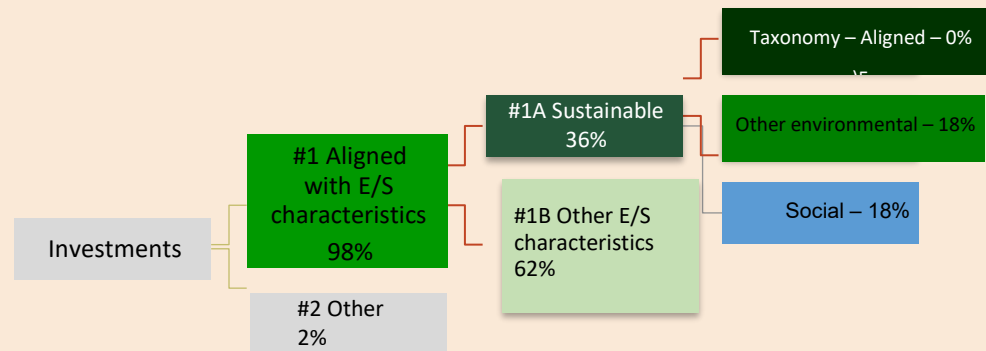 Investments
#1 Aligned
with E/S
characteristics
98%
#2 Other
2%
#1A Sustainable
36%
#1B Other E/S
characteristics
62%
Taxonomy – Aligned – 0%
Other environmental – 18%
Social – 18%